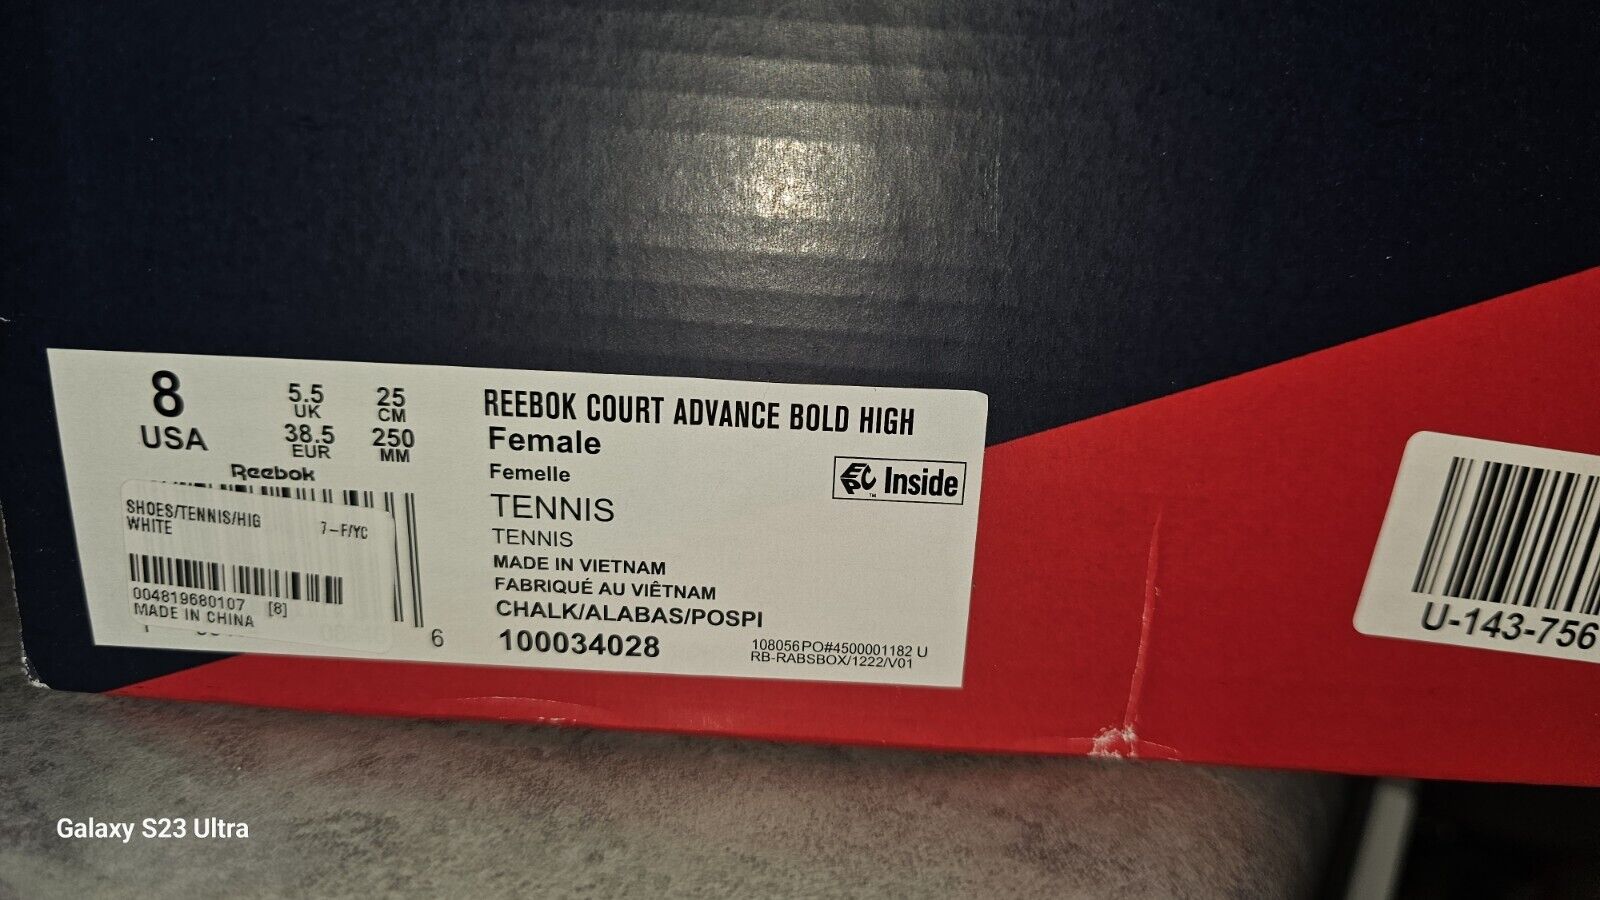 8
USA
5.5
UK
38.5
EUR
25
CM
250
MM
Reebok
SHOES/TENNIS/HIG
WHITE
7-F/YC
004819680107 [8]
MADE IN CHINA
6
REEBOK COURT ADVANCE BOLD HIGH
Female
Femelle
TENNIS
TENNIS
MADE IN VIETNAM
FABRIQUÉ AU VIÊTNAM
CHALK/ALABAS/POSPI
100034028
108056PO#4500001182 U
RB-RABSBOX/1222/V01
EPC Inside
TM
U-143-756
Galaxy S23 Ultra